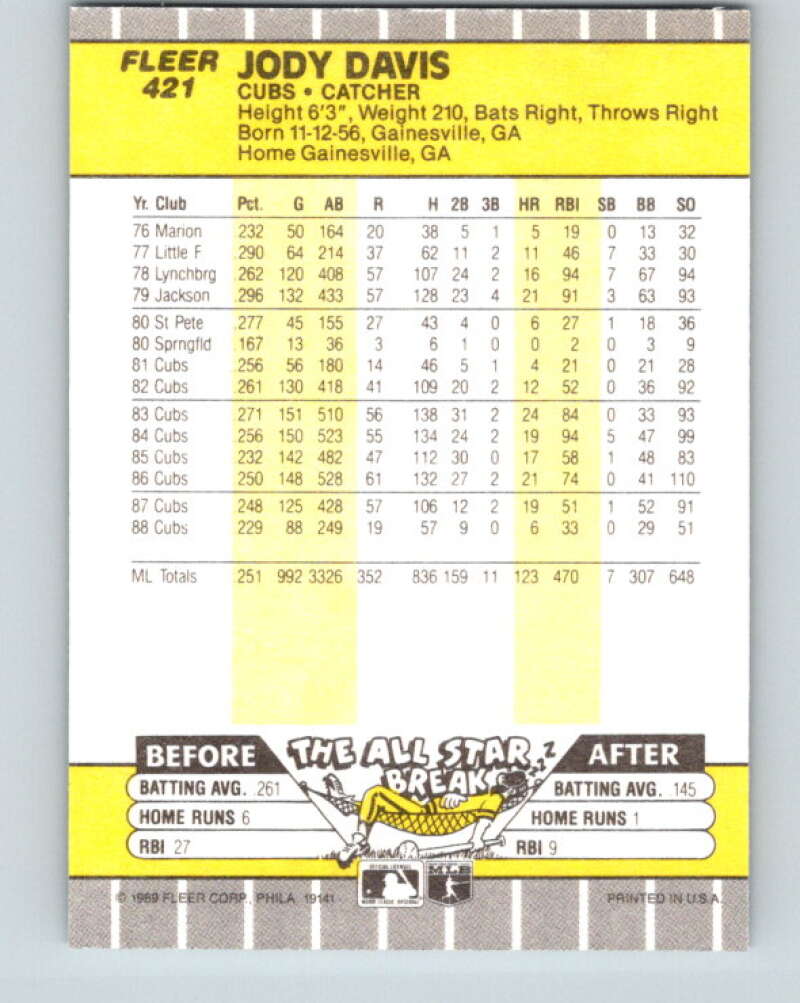 FLEER
421
JODY DAVIS
CUBS • CATCHER
Height 6'3", Weight 210, Bats Right, Throws Right
Born 11-12-56, Gainesville, GA
Home Gainesville, GA
Yr. Club Pct. G AB R H 2B 3B HR RBI SB BB SO
76 Marion .232 50 164 20 38 5 1 5 19 0 13 32
77 Little F .290 64 214 37 62 11 2 11 46 7 33 30
78 Lynchbrg .262 120 408 57 107 24 2 16 94 7 67 94
79 Jackson .296 132 433 57 128 23 4 21 91 3 63 93
80 St Pete .277 45 155 27 43 4 0 6 27 1 18 36
80 Sprngfld .167 13 36 3 6 1 0 0 2 0 3 9
81 Cubs .256 56 180 14 46 5 1 4 21 0 21 28
82 Cubs .261 130 418 41 109 20 2 12 52 0 36 92
83 Cubs .271 151 510 56 138 31 2 24 84 0 33 93
84 Cubs .256 150 523 55 134 24 2 19 94 5 47 99
85 Cubs .232 142 482 47 112 30 0 17 58 1 48 83
86 Cubs .250 148 528 61 132 27 2 21 74 0 41 110
87 Cubs .248 125 428 57 106 12 2 19 51 1 52 91
88 Cubs .229 88 249 19 57 9 0 6 33 0 29 51
ML Totals .251 992 3326 352 836 159 11 123 470 7 307 648
BEFORE THE ALL STAR BREAK ZZZ AFTER
BATTING AVG. .261 BATTING AVG. .145
HOME RUNS 6 HOME RUNS 1
RBI 27 RBI 9
MLB
© 1989 FLEER CORP., PHILA. 19141 PRINTED IN U.S.A.